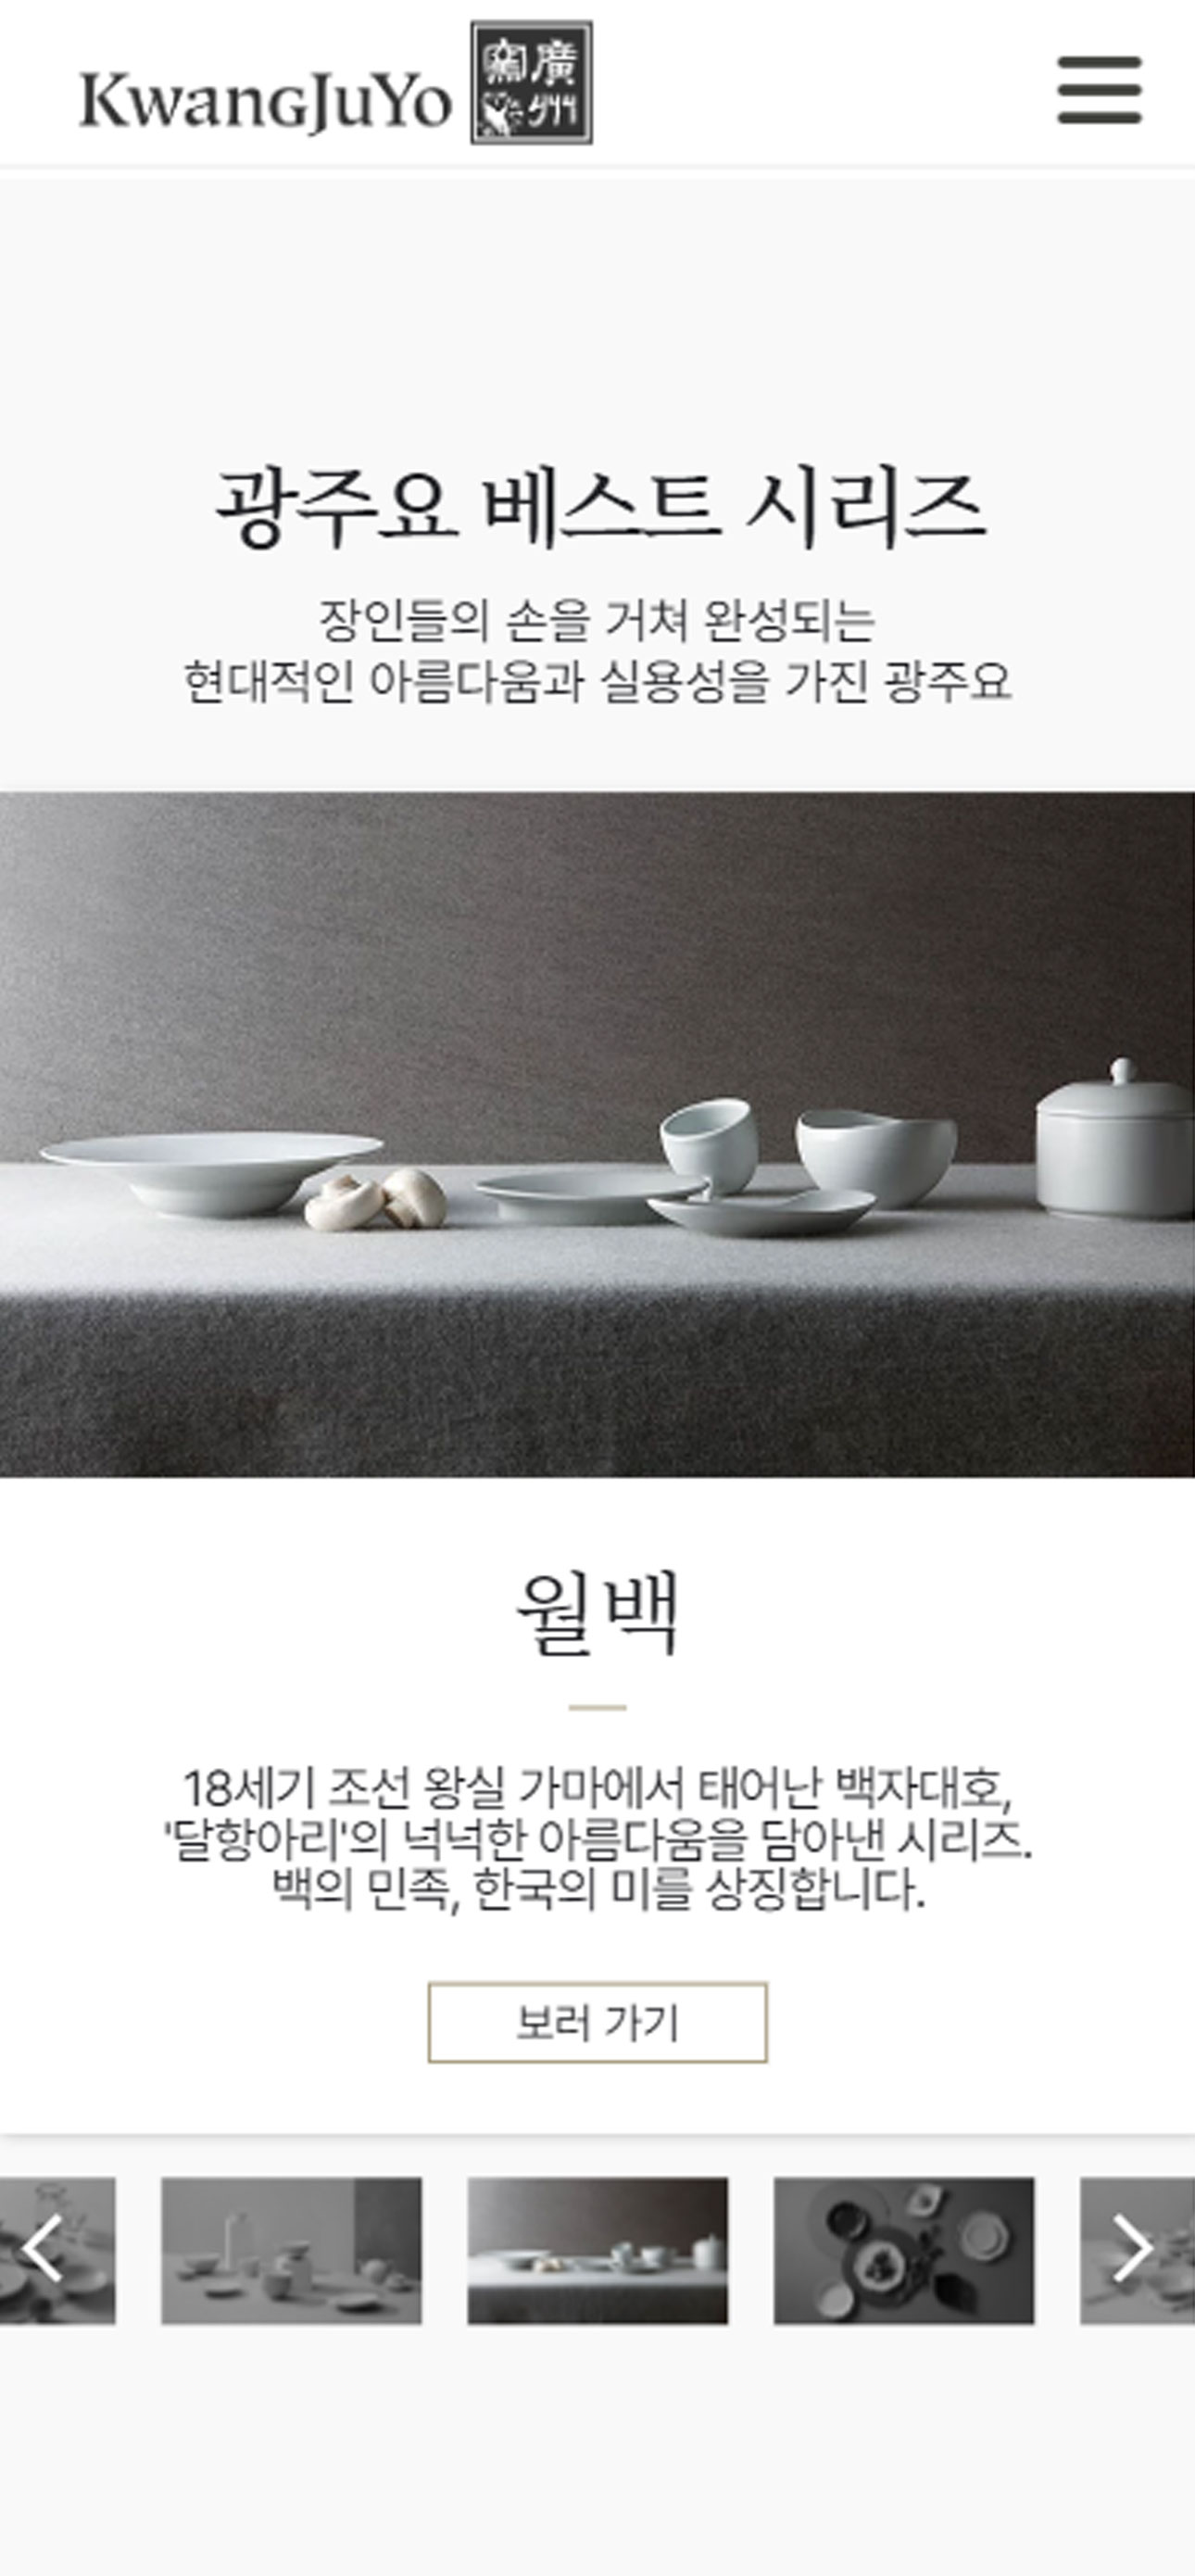 KwangJuYo
廣州窯
광주요 베스트 시리즈
장인들의 손을 거쳐 완성되는
현대적인 아름다움과 실용성을 가진 광주요
월백
18세기 조선 왕실 가마에서 태어난 백자대호,
'달항아리'의 넉넉한 아름다움을 담아낸 시리즈.
백의 민족, 한국의 미를 상징합니다.
보러 가기